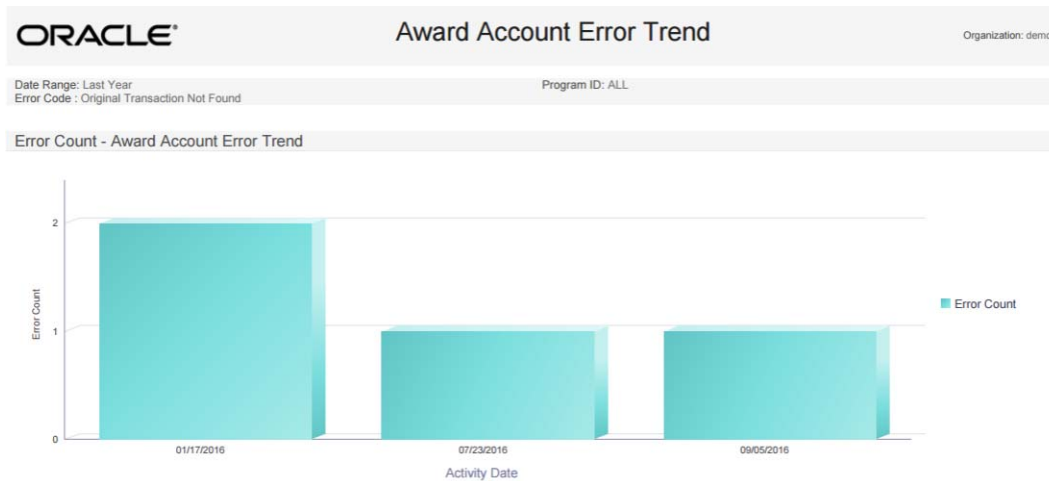 ORACLE®
Award Account Error Trend
Organization: demo
Date Range: Last Year
Program ID: ALL
Error Code : Original Transaction Not Found
Error Count - Award Account Error Trend
2
1
0
Error Count
01/17/2016
07/23/2016
09/05/2016
Activity Date
Error Count